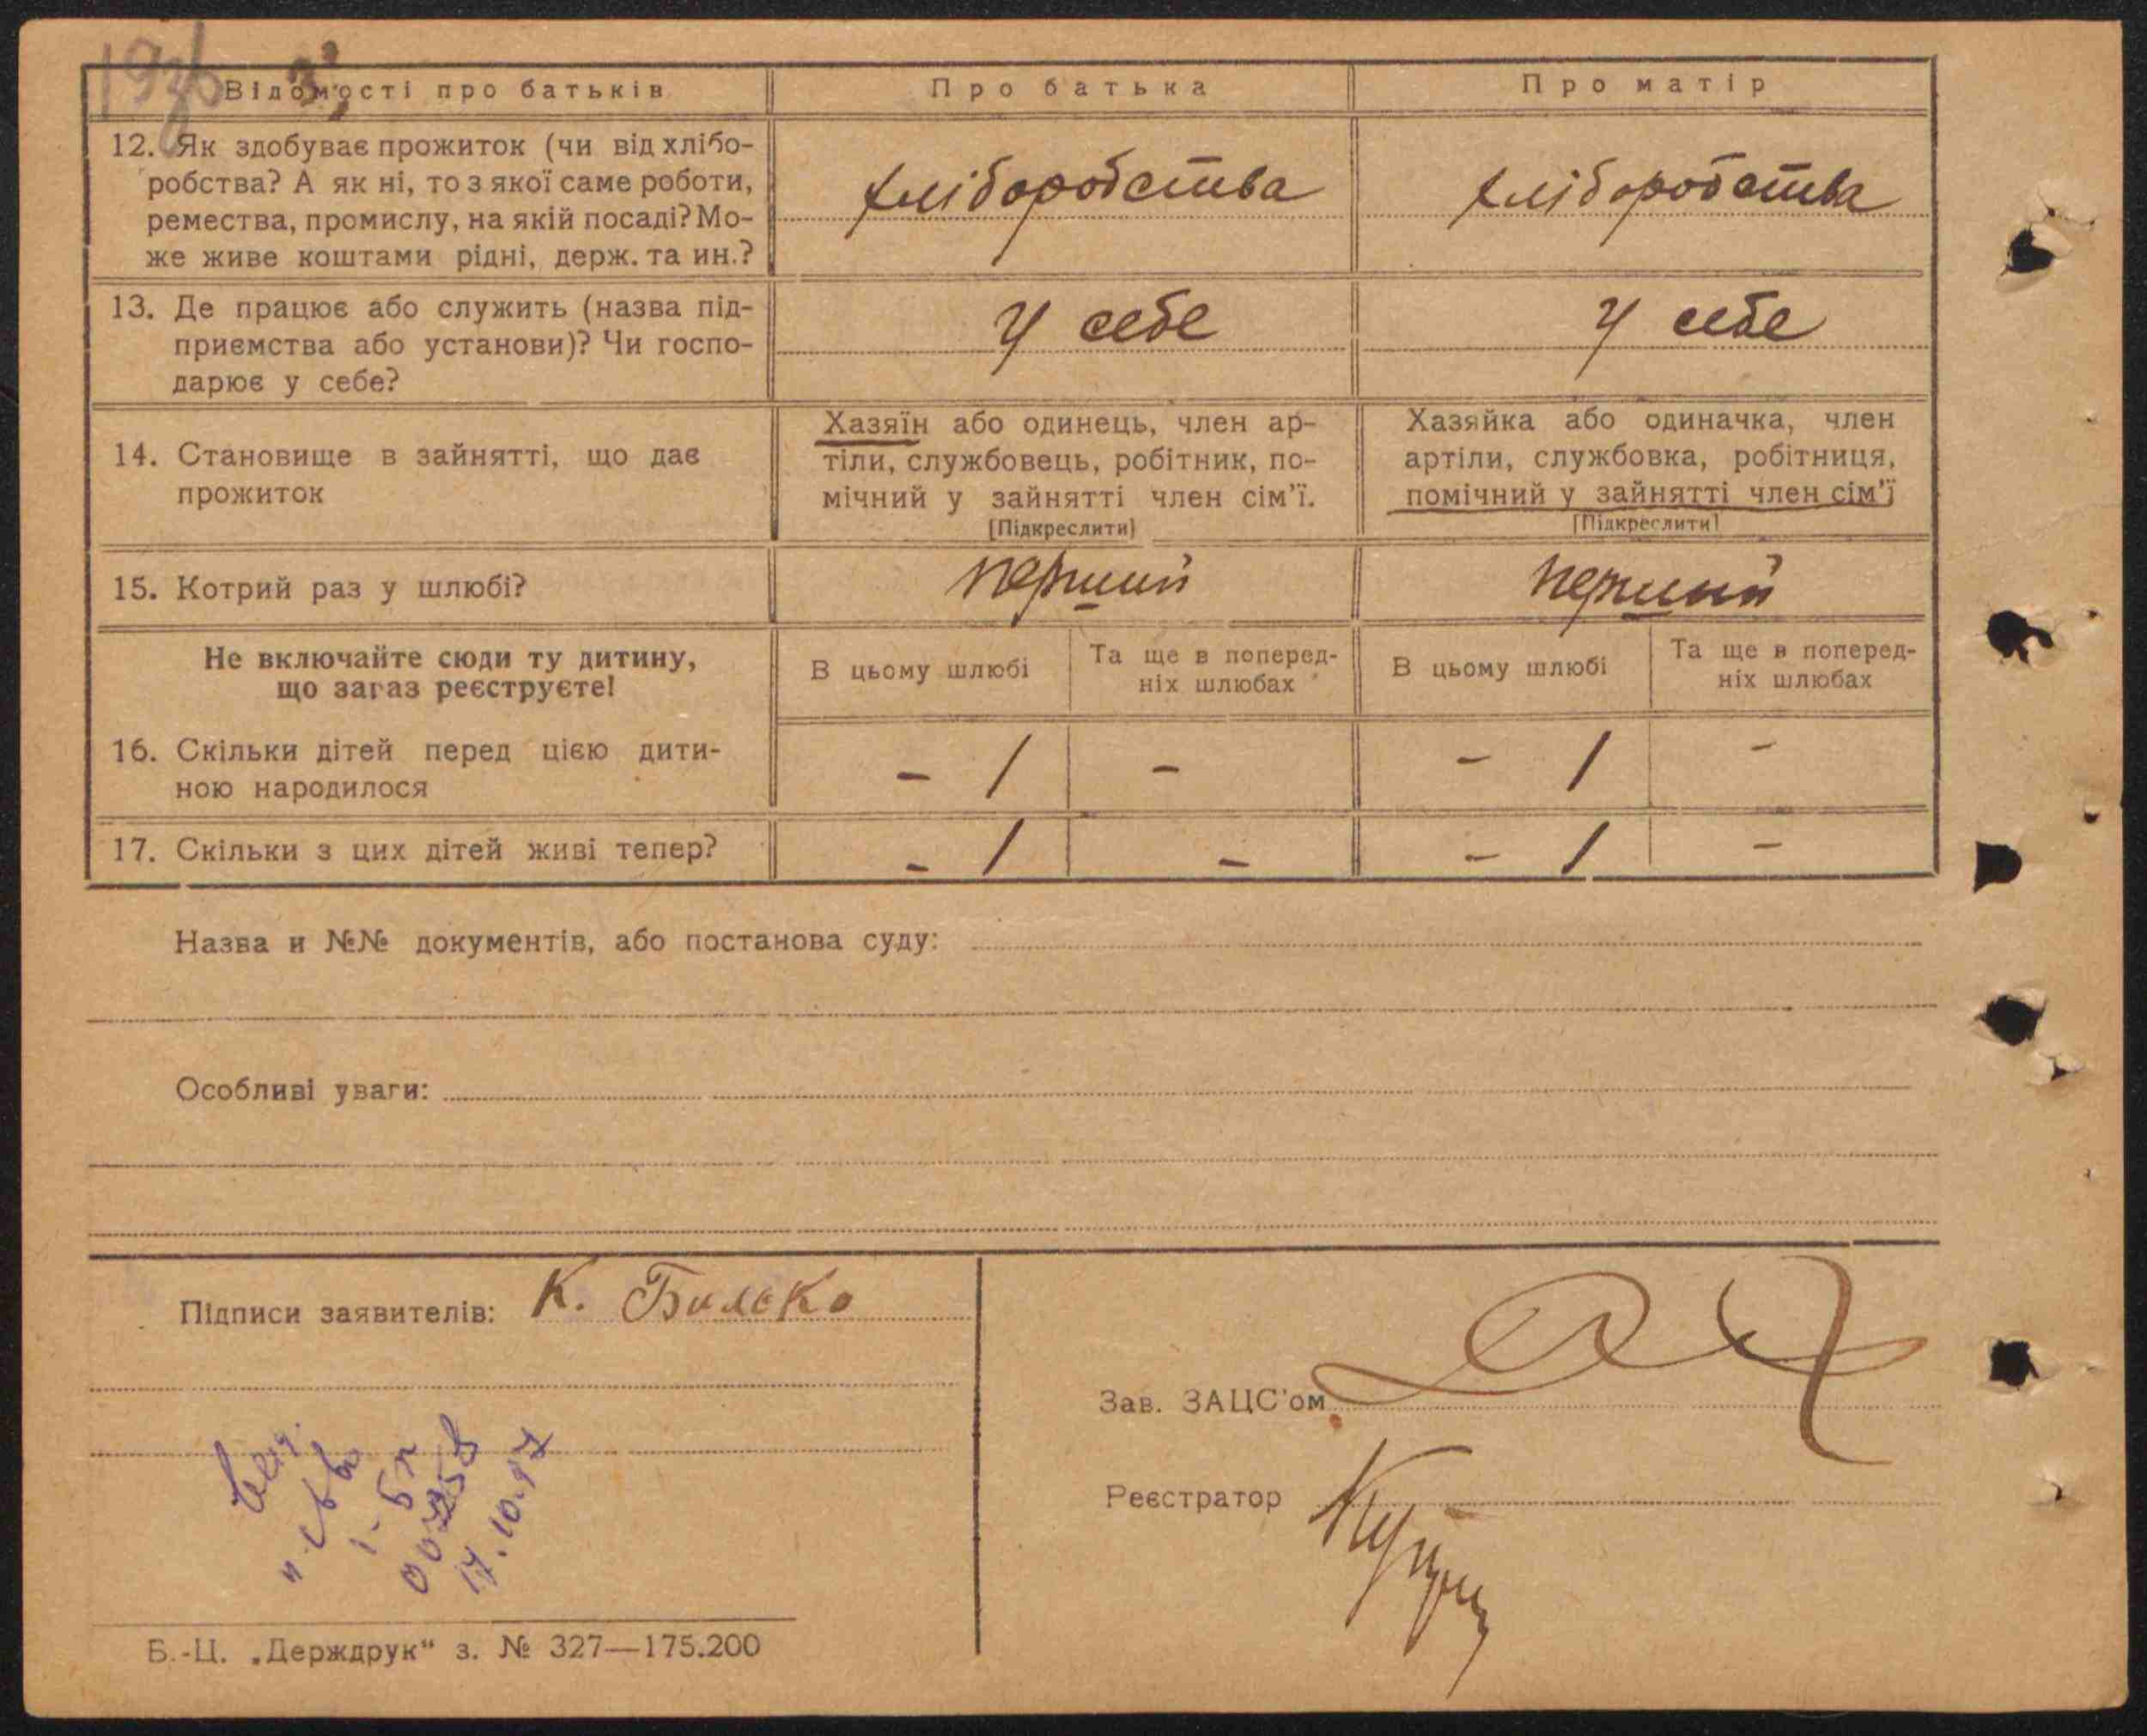 Відомості про батьків
Про батька
Про матір
12. Як здобуває прожиток (чи від хлібо-
робства? А як ні, то з якої саме роботи,
ремества, промислу, на якій посаді? Мо-
же живе коштами рідні, держ. та ин.?
хліборобства
хліборобства
13. Де працює або служить (назва під-
приємства або установи)? Чи госпо-
дарює у себе?
У себе
У себе
14. Становище в зайнятті, що дає
прожиток
Хазяїн або одинець, член ар-
тіли, службовець, робітник, по-
мічний у зайнятті член сім'ї.
[Підкреслити]
Хазяйка або одиначка, член
артіли, службовка, робітниця,
помічний у зайнятті член сім'ї
[Підкреслити]
15. Котрий раз у шлюбі?
перший
перший
Не включайте сюди ту дитину,
що зараз реєструєте!
В цьому шлюбі
Та ще в поперед-
ніх шлюбах
В цьому шлюбі
Та ще в поперед-
ніх шлюбах
16. Скільки дітей перед цією дити-
ною народилося
- 1 - - 1 -
17. Скільки з цих дітей живі тепер?
- 1 - - 1 -
Назва и №№ документів, або постанова суду:
Особливі уваги:
Підписи заявителів: К. Билеко
Зав. ЗАЦС'ом
Реєстратор
17.10.97
Б.-Ц. „Держдрук“ з. № 327—175.200